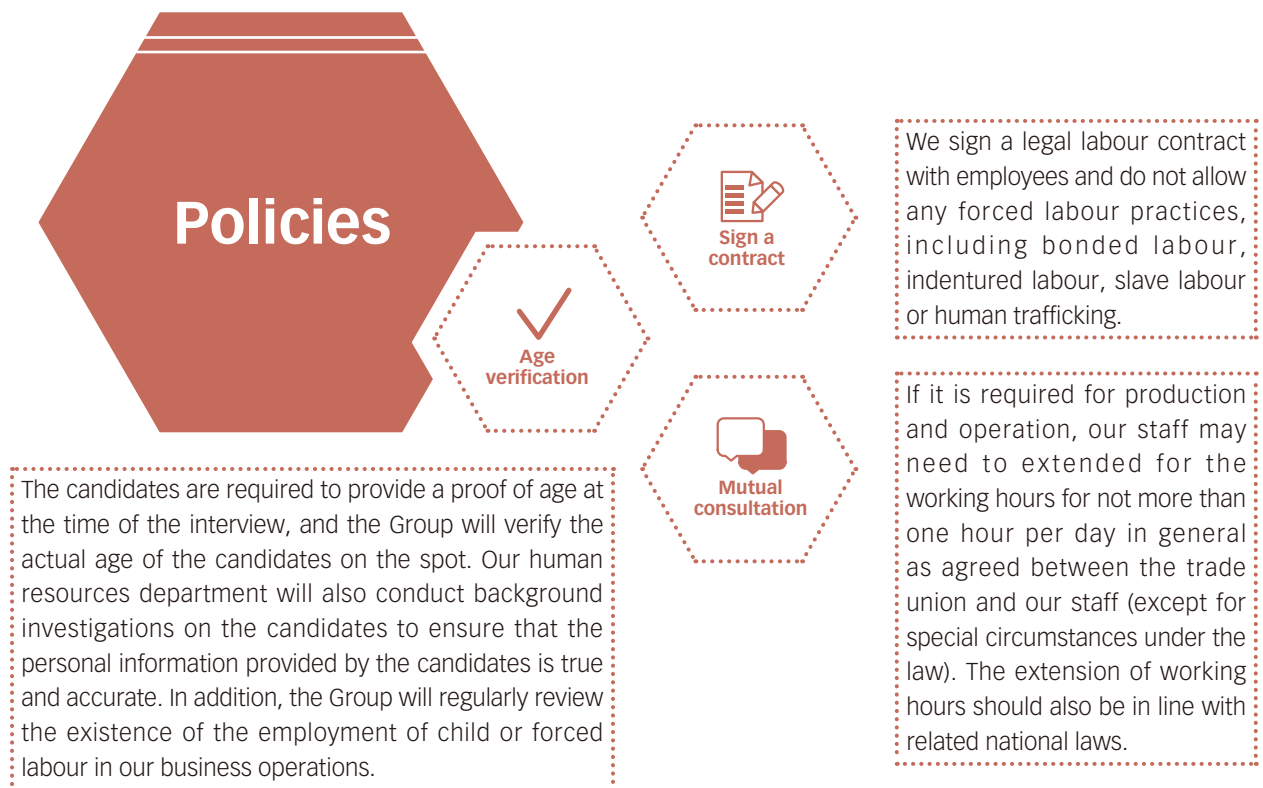 Policies
Age
verification
The candidates are required to provide a proof of age at
the time of the interview, and the Group will verify the
actual age of the candidates on the spot. Our human
resources department will also conduct background
investigations on the candidates to ensure that the
personal information provided by the candidates is true
and accurate. In addition, the Group will regularly review
the existence of the employment of child or forced
labour in our business operations.
Sign a
contract
We sign a legal labour contract
with employees and do not allow
any forced labour practices,
including bonded labour,
indentured labour, slave labour
or human trafficking.
Mutual
consultation
If it is required for production
and operation, our staff may
need to extended for the
working hours for not more than
one hour per day in general
as agreed between the trade
union and our staff (except for
special circumstances under the
law). The extension of working
hours should also be in line with
related national laws.